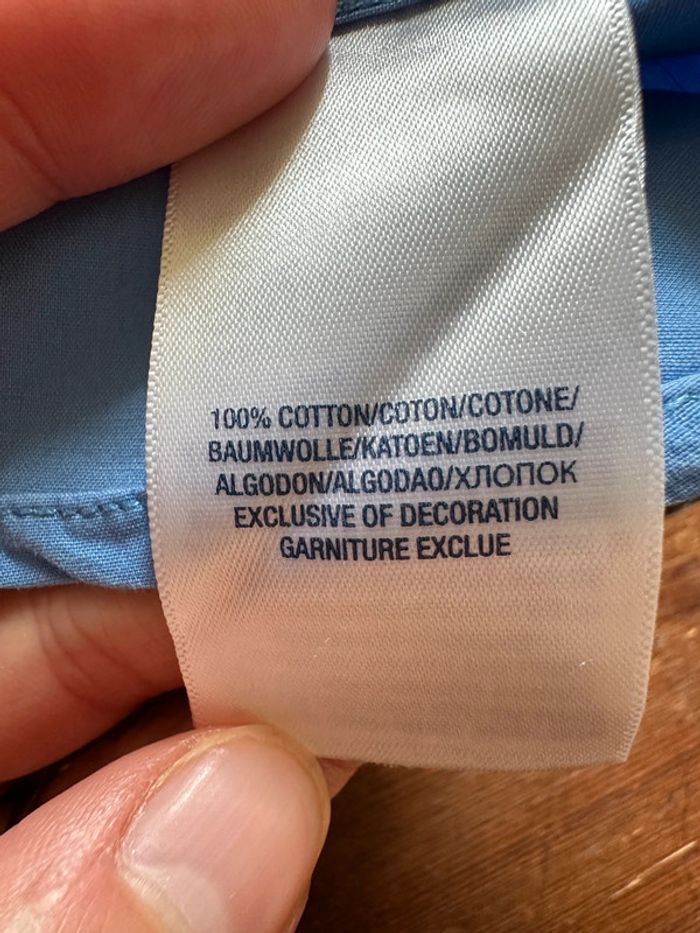 100% COTTON/COTON/COTONE/
BAUMWOLLE/KATOEN/BOMULD/
ALGODON/ALGODAO/ХЛОПОК
EXCLUSIVE OF DECORATION
GARNITURE EXCLUE